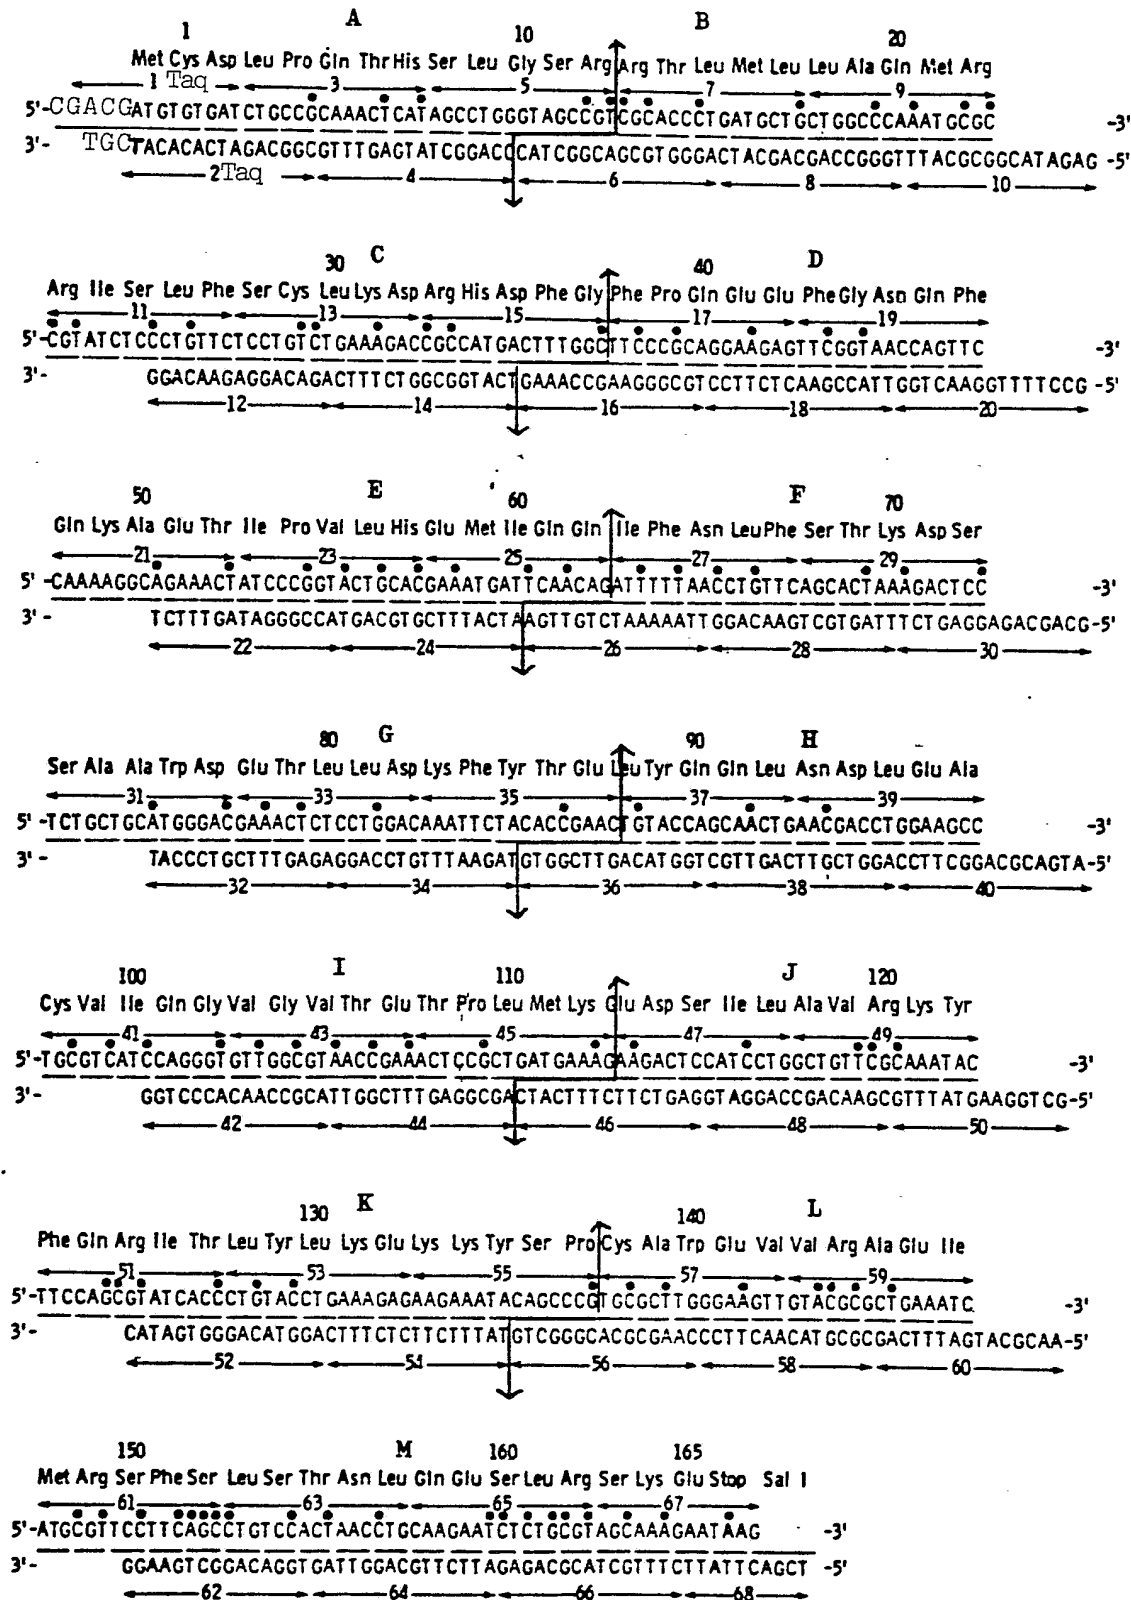 1 A 10 B 20
Met Cys Asp Leu Pro Gln Thr His Ser Leu Gly Ser Arg Arg Thr Leu Met Leu Leu Ala Gln Met Arg
1 Taq 3 5 7 9
5'-CGACGATGTGTGATCTGCCGCAAACTCATAGCCTGGGTAGCCGTCGCACCCTGATGCTGCTGGCCCAAATGCGC -3'
3'- TGCTACACACTAGACGGCGTTTGAGTATCGGACCCATCGGCAGCGTGGGACTACGACGACCGGGTTTACGCGGCATAGAG -5'
2Taq 4 6 8 10
30 C 40 D
Arg Ile Ser Leu Phe Ser Cys Leu Lys Asp Arg His Asp Phe Gly Phe Pro Gln Glu Glu Phe Gly Asn Gln Phe
11 13 15 17 19
5'-CGTATCTCCCTGTTCTCCTGTCTGAAAGACCGCCATGACTTTGGCTTCCCGCAGGAAGAGTTCGGTAACCAGTTC -3'
3'- GGACAAGAGGACAGACTTTCTGGCGGTACTGAAACCGAAGGGCGTCCTTCTCAAGCCATTGGTCAAGGTTTTCCG -5'
12 14 16 18 20
50 E 60 F 70
Gln Lys Ala Glu Thr Ile Pro Val Leu His Glu Met Ile Gln Gln Ile Phe Asn Leu Phe Ser Thr Lys Asp Ser
21 23 25 27 29
5'-CAAAAGGCAGAAACTATCCCGGTACTGCACGAAATGATTCAACAGATTTTTAACCTGTTCAGCACTAAAGACTCC -3'
3'- TCTTTGATAGGGCCATGACGTGCTTTACTAAGTTGTCTAAAAATTGGACAAGTCGTGATTTCTGAGGAGACGACG-5'
22 24 26 28 30
80 G 90 H
Ser Ala Ala Trp Asp Glu Thr Leu Leu Asp Lys Phe Tyr Thr Glu Leu Tyr Gln Gln Leu Asn Asp Leu Glu Ala
31 33 35 37 39
5'-TCTGCTGCATGGGACGAAACTCTCCTGGACAAATTCTACACCGAACTGTACCAGCAACTGAACGACCTGGAAGCC -3'
3'- TACCCTGCTTTGAGAGGACCTGTTTAAGATGTGGCTTGACATGGTCGTTGACTTGCTGGACCTTCGGACGCAGTA-5'
32 34 36 38 40
100 I 110 J 120
Cys Val Ile Gln Gly Val Gly Val Thr Glu Thr Pro Leu Met Lys Glu Asp Ser Ile Leu Ala Val Arg Lys Tyr
41 43 45 47 49
5'-TGCGTCATCCAGGGTGTTGGCGTAACCGAAACTCCGCTGATGAAAGAAGACTCCATCCTGGCTGTTCGCAAATAC -3'
3'- GGTCCCACAACCGCATTGGCTTTGAGGCGACTACTTTCTTCTGAGGTAGGACCGACAAGCGTTTATGAAGGTCG-5'
42 44 46 48 50
130 K 140 L
Phe Gln Arg Ile Thr Leu Tyr Leu Lys Glu Lys Lys Tyr Ser Pro Cys Ala Trp Glu Val Val Arg Ala Glu Ile
51 53 55 57 59
5'-TTCCAGCGTATCACCCTGTACCTGAAAGAGAAGAAATACAGCCCGTGCGCTTGGGAAGTTGTACGCGCTGAAATC -3'
3'- CATAGTGGGACATGGACTTTCTCTTCTTTATGTCGGGCACGCGAACCCTTCAACATGCGCGACTTTAGTACGCAA-5'
52 54 56 58 60
150 M 160 165
Met Arg Ser Phe Ser Leu Ser Thr Asn Leu Gln Glu Ser Leu Arg Ser Lys Glu Stop Sal I
61 63 65 67
5'-ATGCGTTCCTTCAGCCTGTCCACTAACCTGCAAGAATCTCTGCGTAGCAAAGAATAAG -3'
3'- GGAAGTCGGACAGGTGATTGGACGTTCTTAGAGACGCATCGTTTCTTATTCAGCT -5'
62 64 66 68